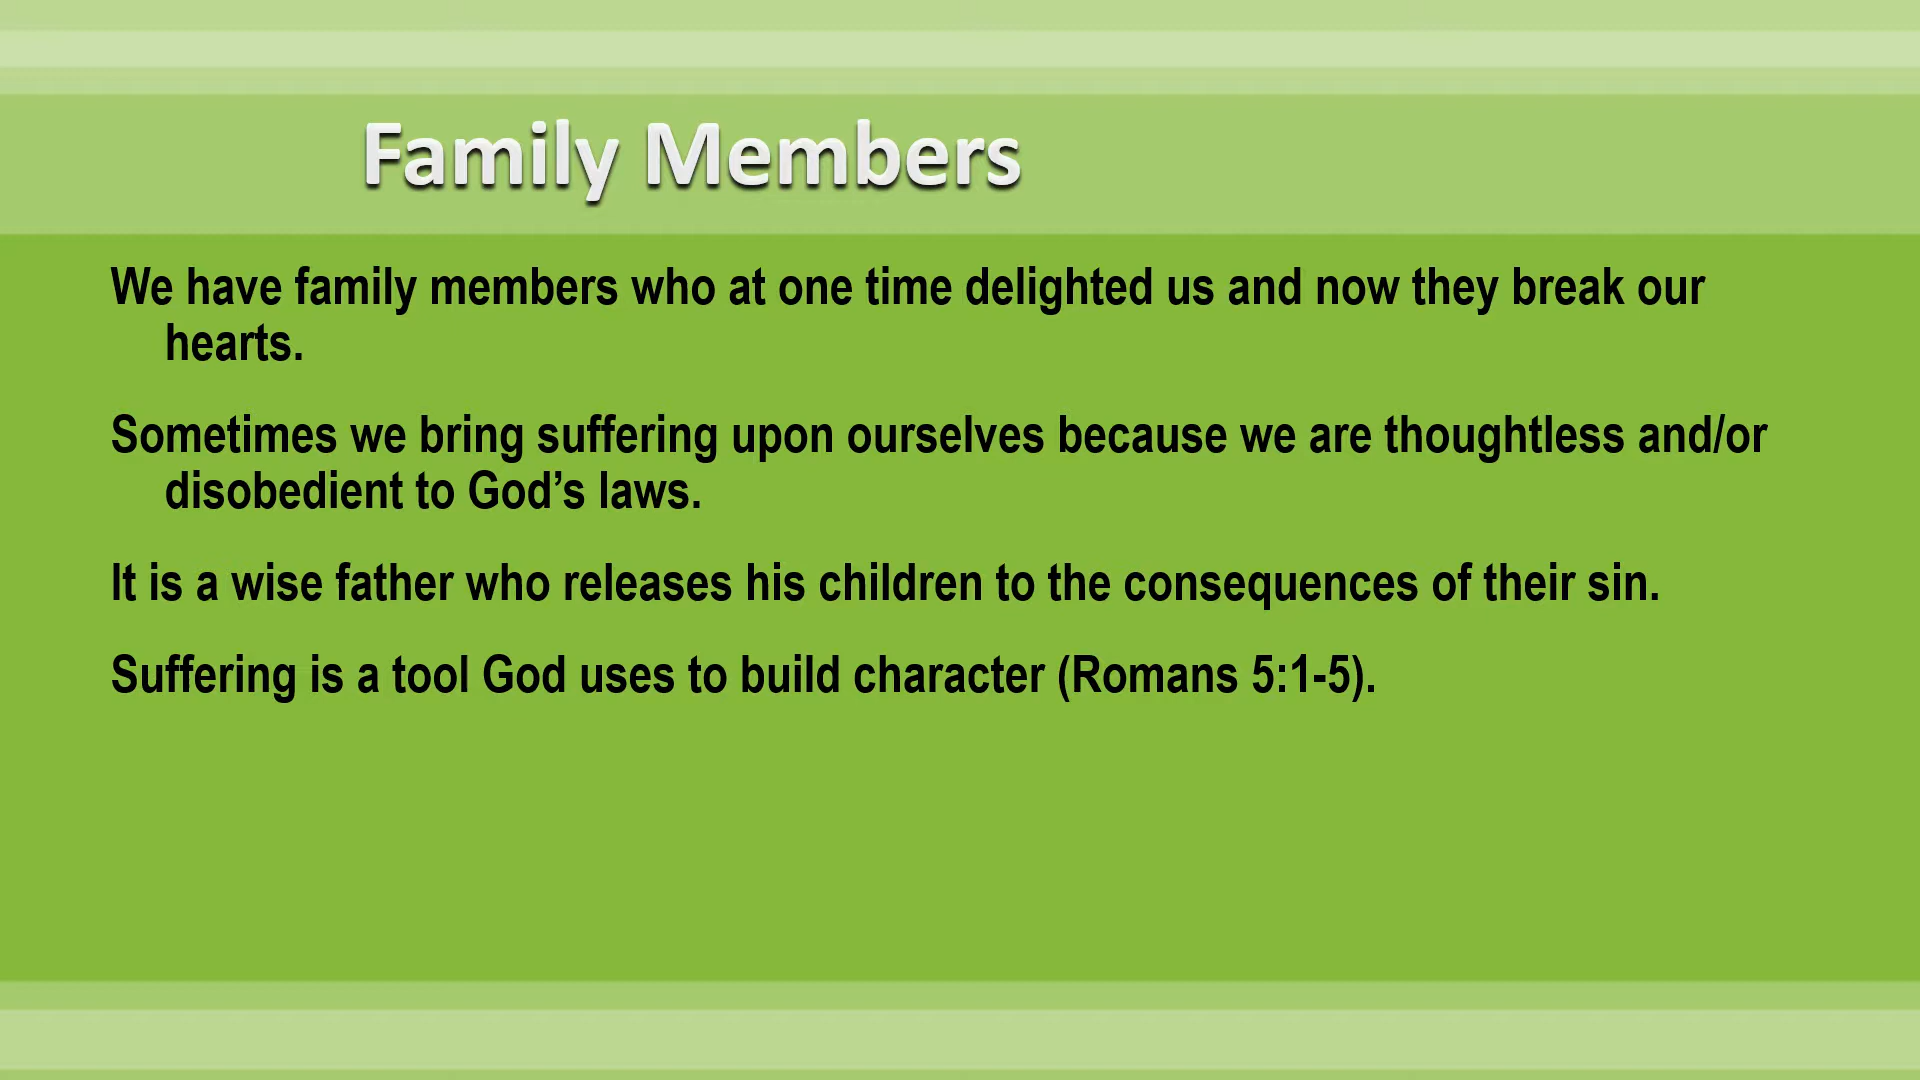 Family Members
We have family members who at one time delighted us and now they break our
hearts.
Sometimes we bring suffering upon ourselves because we are thoughtless and/or
disobedient to God’s laws.
It is a wise father who releases his children to the consequences of their sin.
Suffering is a tool God uses to build character (Romans 5:1-5).